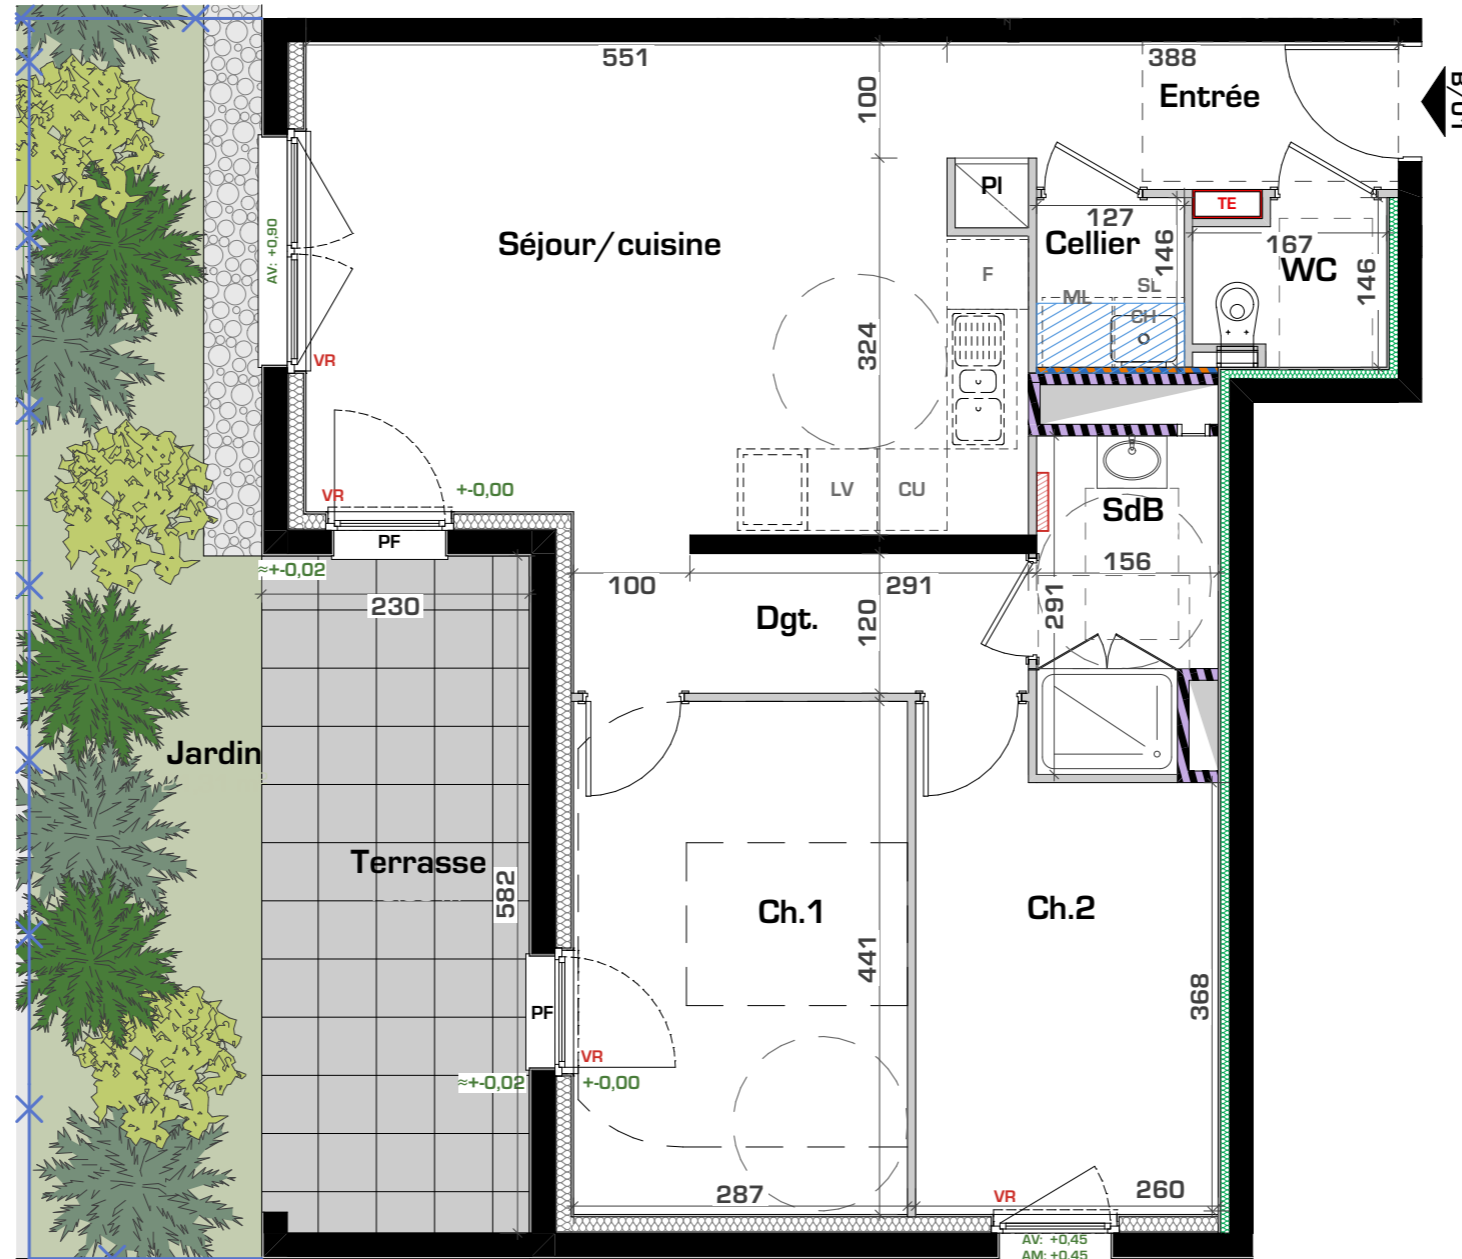 551
388
Entrée
B/01
100
PI
TE
127
Cellier
146
167
WC
146
AV: +0,90
Séjour/cuisine
F
ML
SL
CH
324
VR
VR
+-0,00
LV
CU
SdB
PF
≈+-0,02
230
100
291
156
291
Dgt.
120
Jardin
Terrasse
582
Ch.1
Ch.2
441
368
PF
VR
≈+-0,02
+-0,00
287
VR
260
AV: +0,45
AM: +0,45